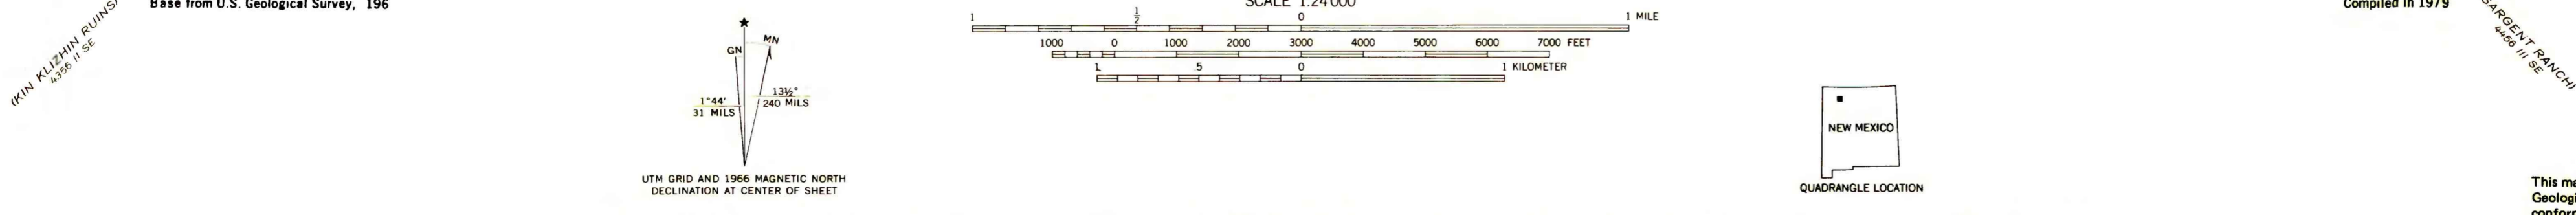 (KIN KLIZHIN RUINS)
4356 II SE
Base from U.S. Geological Survey, 196
★
GN
MN
1°44'
31 MILS
13½°
240 MILS
UTM GRID AND 1966 MAGNETIC NORTH
DECLINATION AT CENTER OF SHEET
SCALE 1:24 000
1 ½ 0 1 MILE
1000 0 1000 2000 3000 4000 5000 6000 7000 FEET
1 .5 0 1 KILOMETER
NEW MEXICO
QUADRANGLE LOCATION
Compiled in 1979
SARGENT RANCH)
4456 III SE
This ma
Geologi
conform